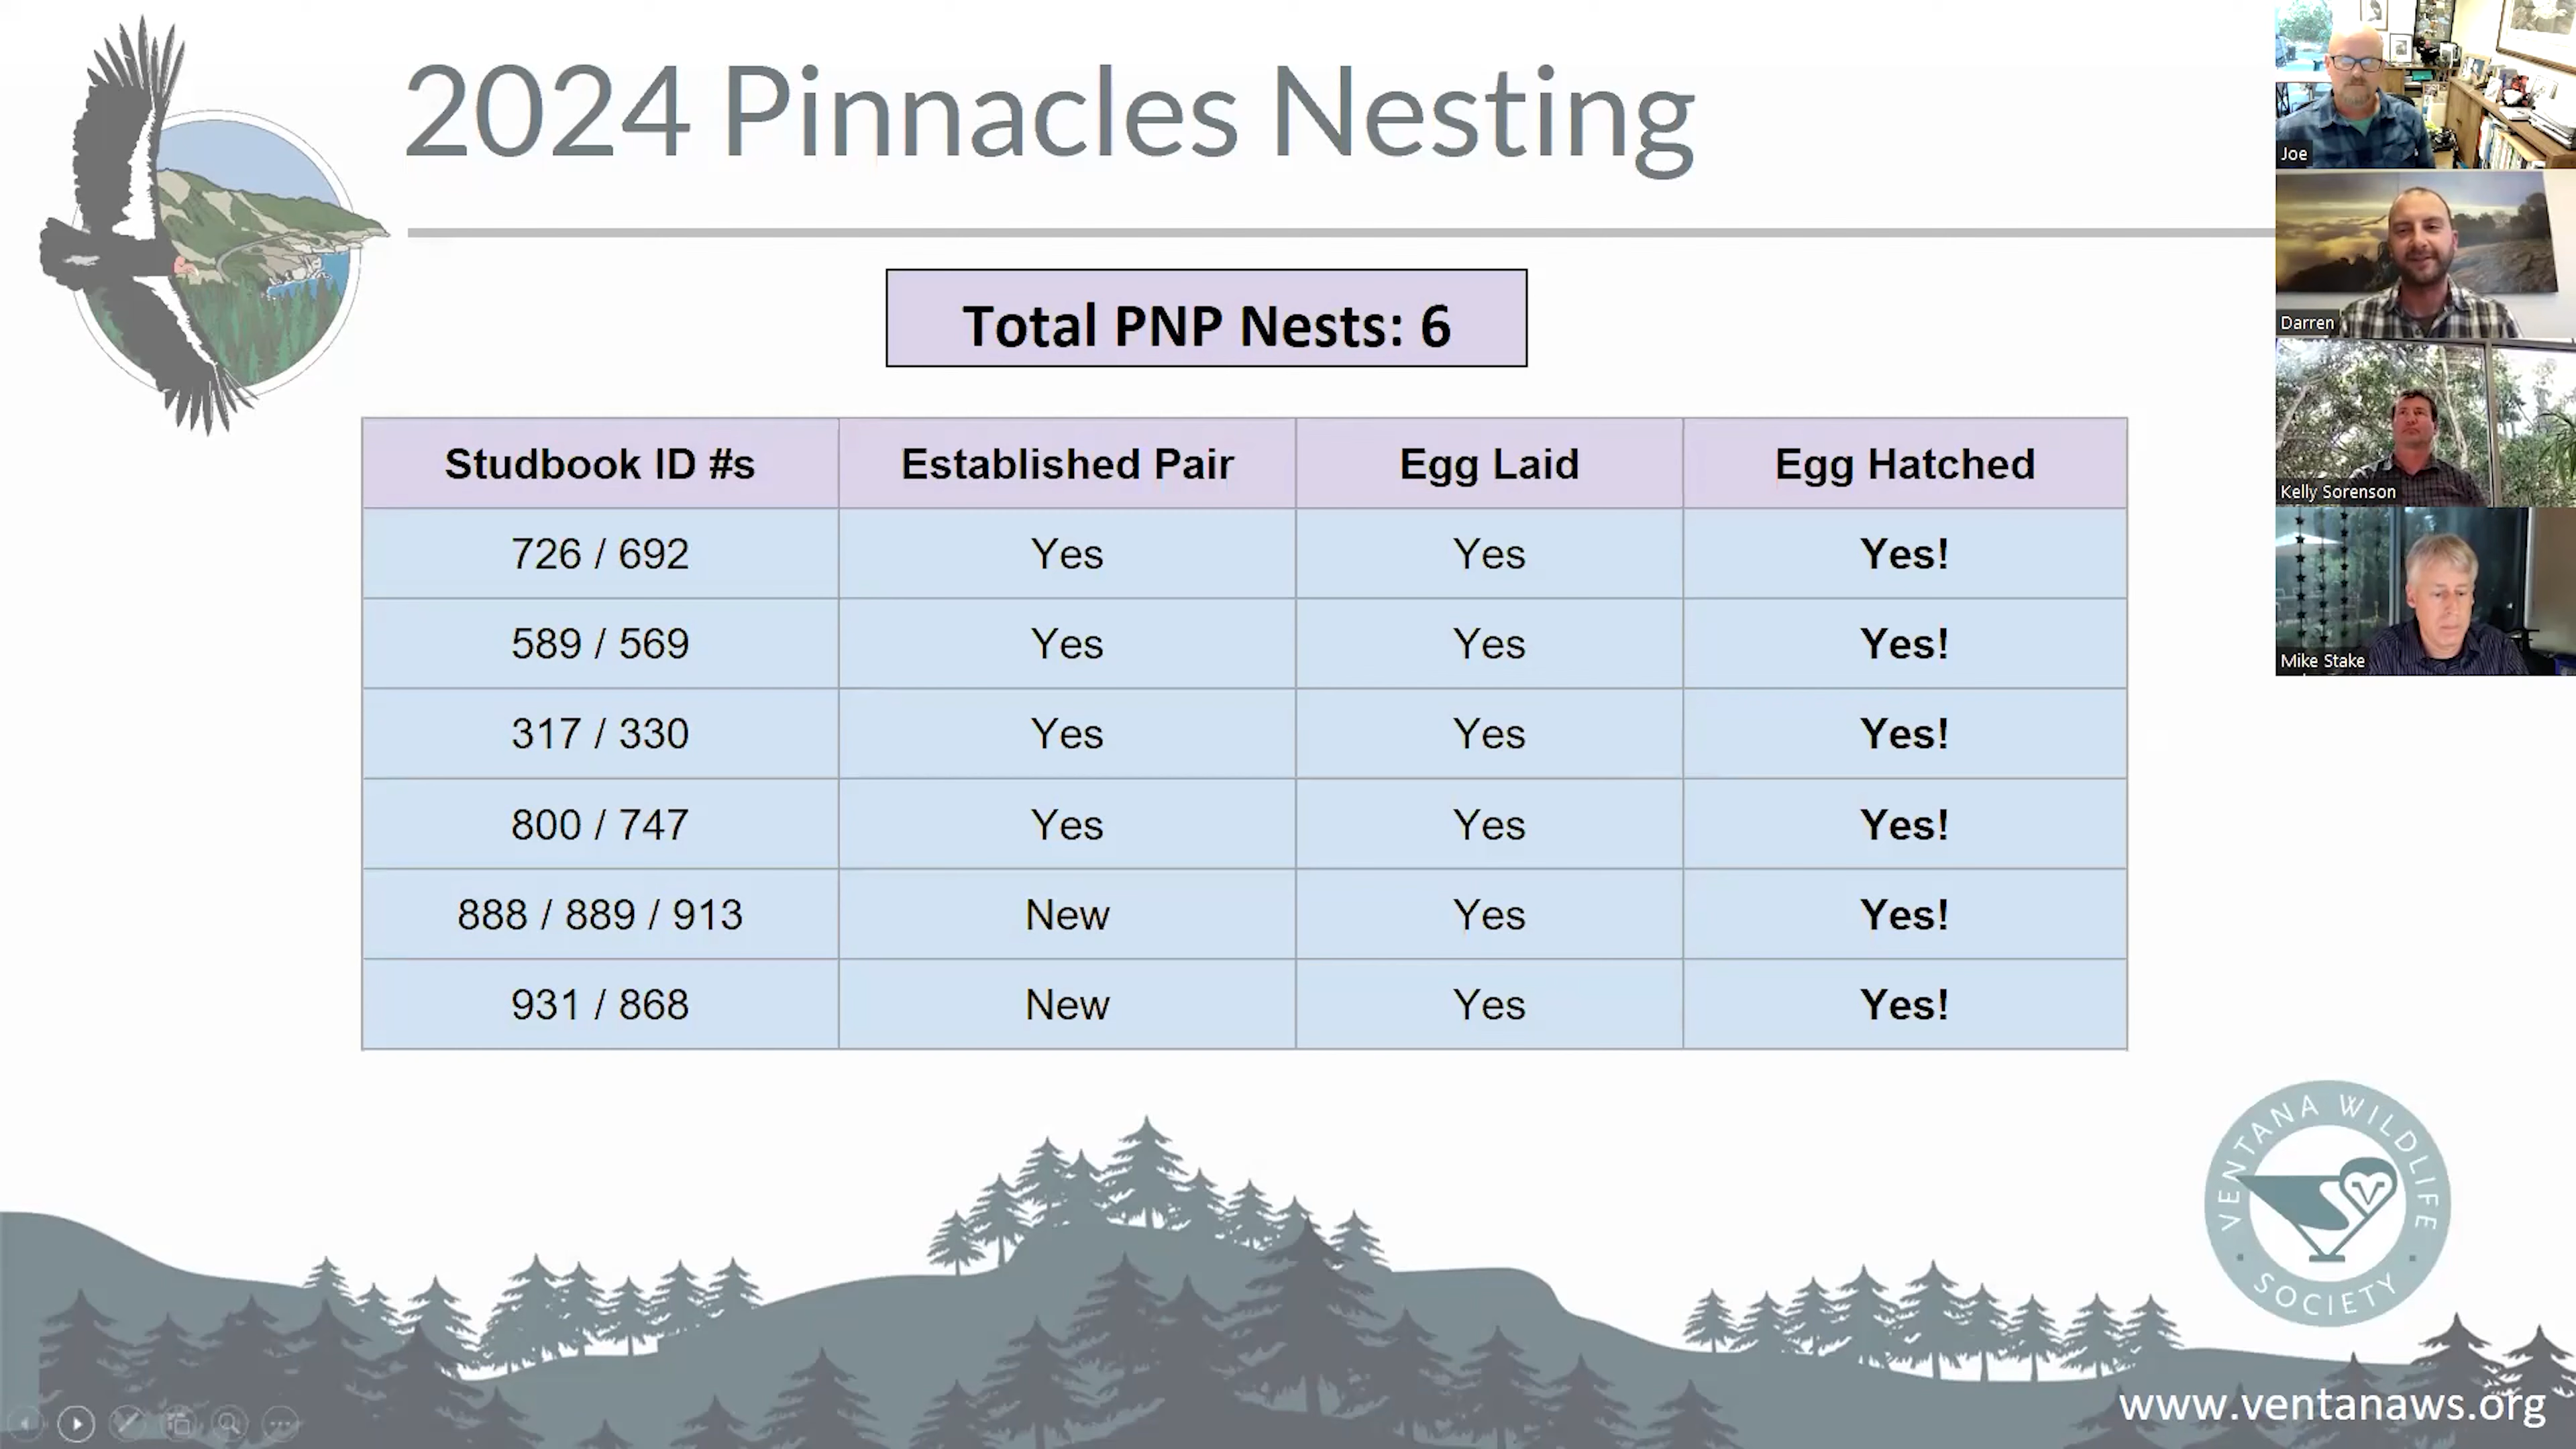 2024 Pinnacles Nesting
Total PNP Nests: 6
Studbook ID #s Established Pair Egg Laid Egg Hatched
726 / 692 Yes Yes Yes!
589 / 569 Yes Yes Yes!
317 / 330 Yes Yes Yes!
800 / 747 Yes Yes Yes!
888 / 889 / 913 New Yes Yes!
931 / 868 New Yes Yes!
Joe
Darren
Kelly Sorenson
Mike Stake
VENTANA WILDLIFE
SOCIETY
www.ventanaws.org